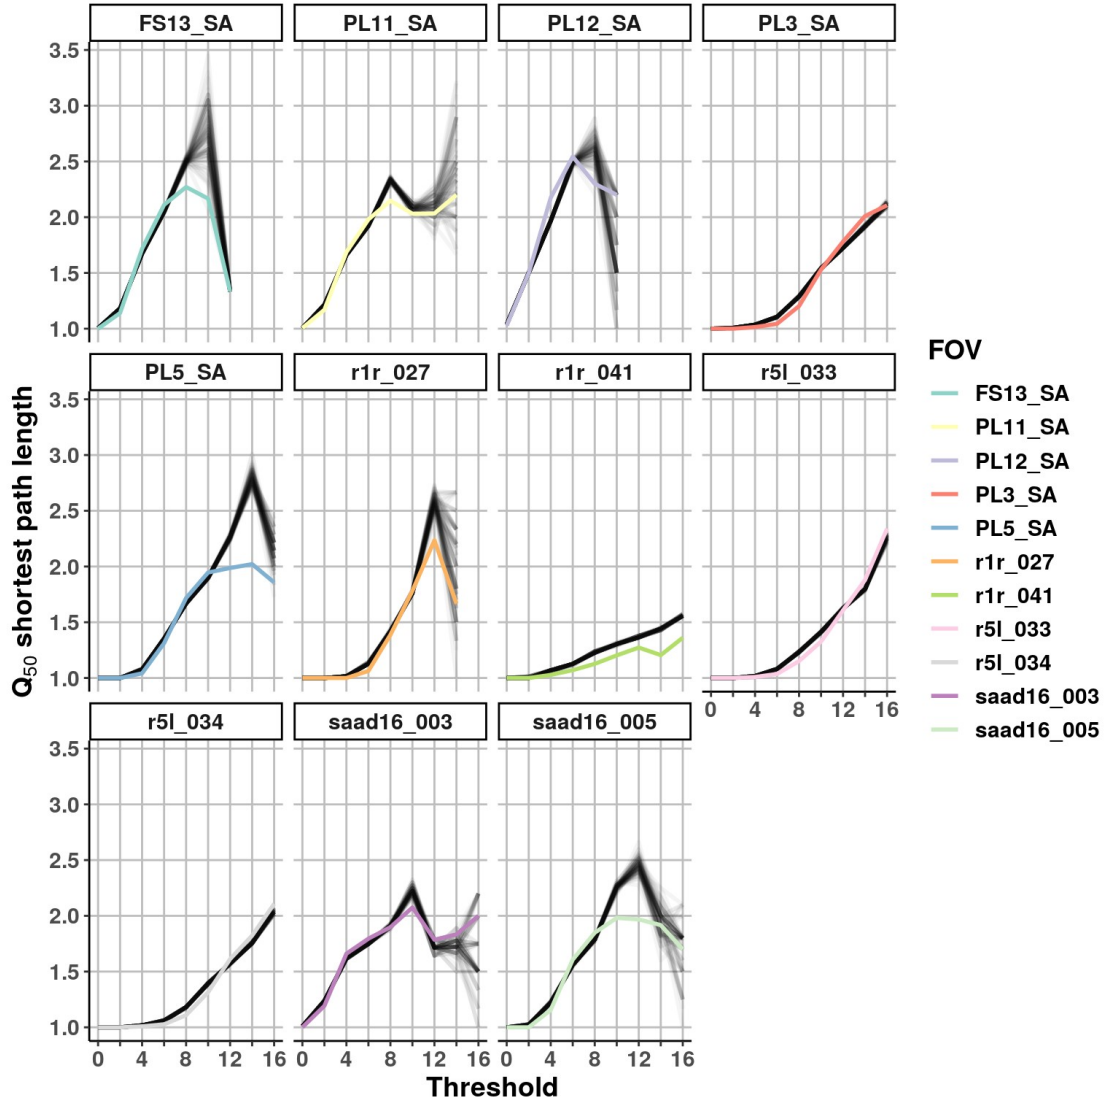 FS13_SA PL11_SA PL12_SA PL3_SA
3.5
3.0
2.5
2.0
1.5
1.0
PL5_SA r1r_027 r1r_041 r5l_033
3.5
3.0
2.5
2.0
1.5
1.0
0 4 8 12 16
r5l_034 saad16_003 saad16_005
3.5
3.0
2.5
2.0
1.5
1.0
0 4 8 12 16 0 4 8 12 16 0 4 8 12 16
Threshold
Q50 shortest path length
FOV
FS13_SA
PL11_SA
PL12_SA
PL3_SA
PL5_SA
r1r_027
r1r_041
r5l_033
r5l_034
saad16_003
saad16_005